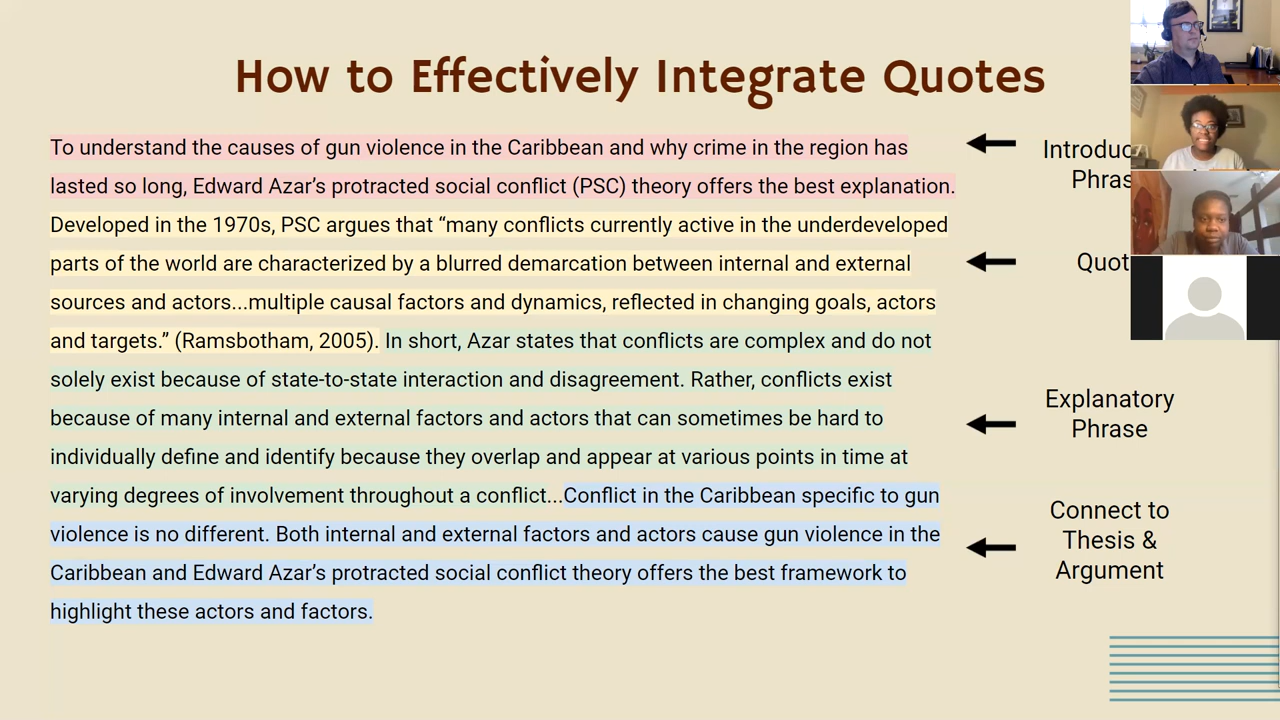 How to Effectively Integrate Quotes
To understand the causes of gun violence in the Caribbean and why crime in the region has
lasted so long, Edward Azar’s protracted social conflict (PSC) theory offers the best explanation.
Developed in the 1970s, PSC argues that “many conflicts currently active in the underdeveloped
parts of the world are characterized by a blurred demarcation between internal and external
sources and actors...multiple causal factors and dynamics, reflected in changing goals, actors
and targets.” (Ramsbotham, 2005). In short, Azar states that conflicts are complex and do not
solely exist because of state-to-state interaction and disagreement. Rather, conflicts exist
because of many internal and external factors and actors that can sometimes be hard to
individually define and identify because they overlap and appear at various points in time at
varying degrees of involvement throughout a conflict...Conflict in the Caribbean specific to gun
violence is no different. Both internal and external factors and actors cause gun violence in the
Caribbean and Edward Azar’s protracted social conflict theory offers the best framework to
highlight these actors and factors.
Explanatory
Phrase
Connect to
Thesis &
Argument